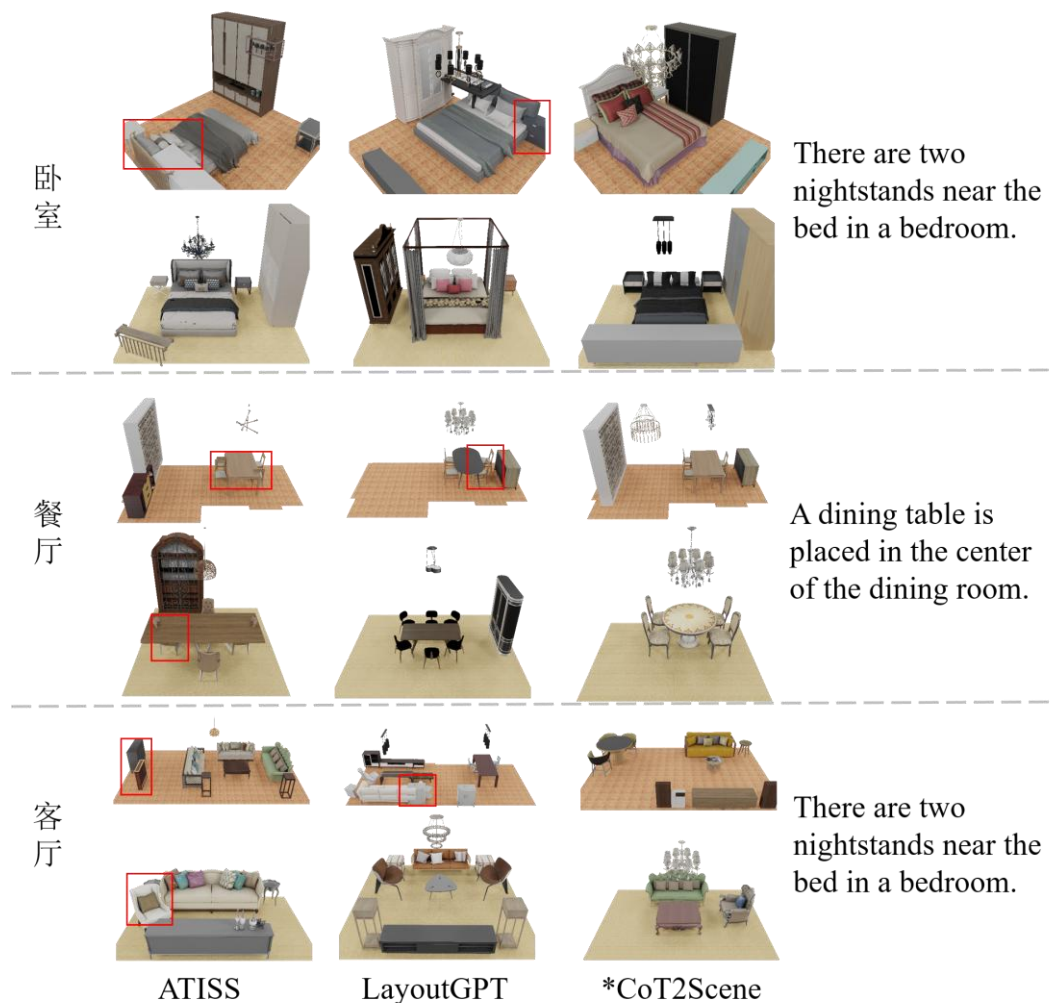 卧室
There are two
nightstands near the
bed in a bedroom.
餐厅
A dining table is
placed in the center
of the dining room.
客厅
There are two
nightstands near the
bed in a bedroom.
ATISS
LayoutGPT
*CoT2Scene